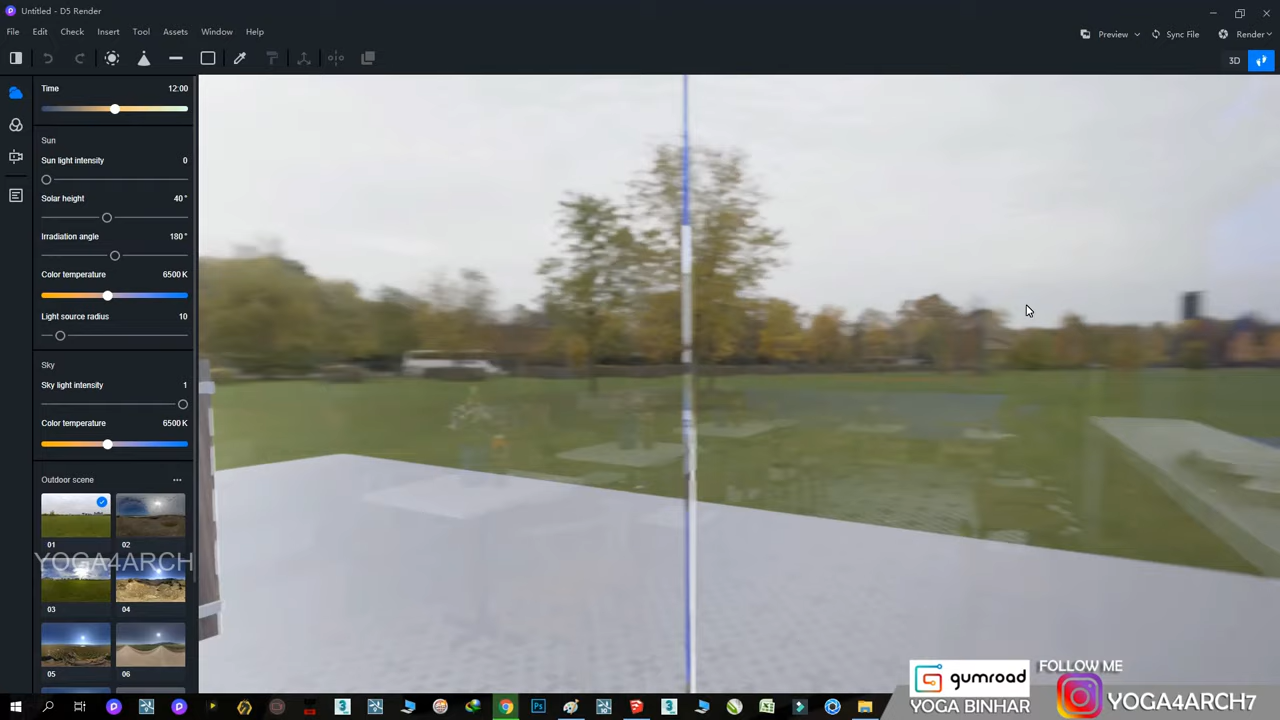 Untitled - D5 Render
File Edit Check Insert Tool Assets Window Help
Preview Sync File Render
3D
Time 12:00
Sun
Sun light intensity 0
Solar height 40°
Irradiation angle 180°
Color temperature 6500K
Light source radius 10
Sky
Sky light intensity 1
Color temperature 6500K
Outdoor scene ...
01 02
YOGA4ARCH
03 04
05 06
gumroad
YOGA BINHAR
FOLLOW ME
YOGA4ARCH7